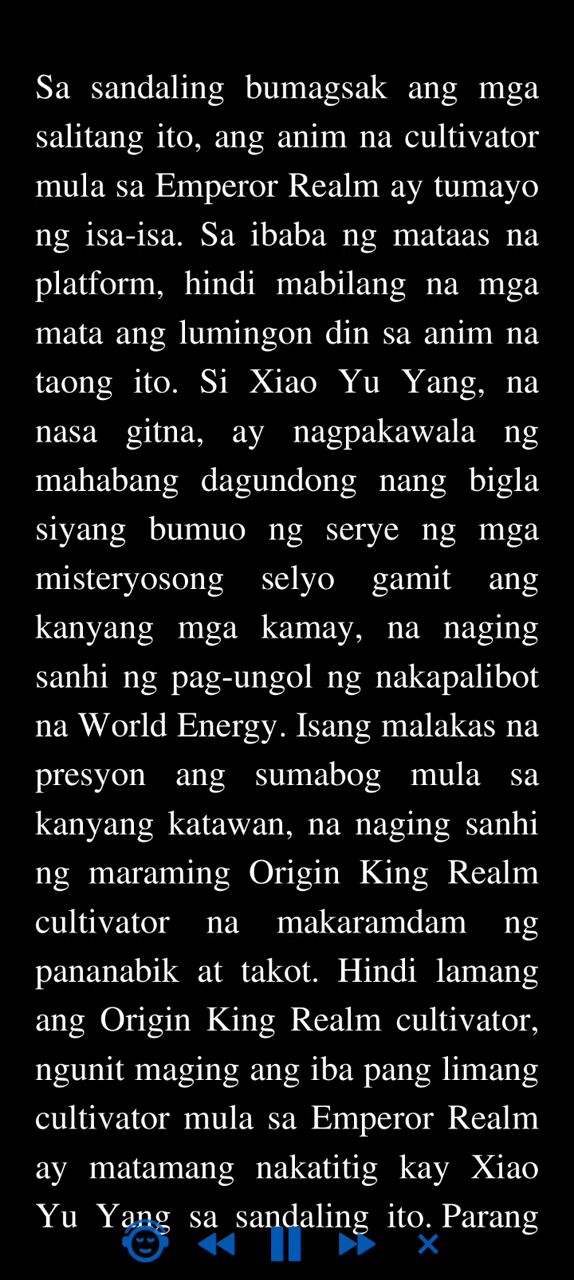 Sa sandaling bumagsak ang mga
salitang ito, ang anim na cultivator
mula sa Emperor Realm ay tumayo
ng isa-isa. Sa ibaba ng mataas na
platform, hindi mabilang na mga
mata ang lumingon din sa anim na
taong ito. Si Xiao Yu Yang, na
nasa gitna, ay nagpakawala ng
mahabang dagundong nang bigla
siyang bumuo ng serye ng mga
misteryosong selyo gamit ang
kanyang mga kamay, na naging
sanhi ng pag-ungol ng nakapalibot
na World Energy. Isang malakas na
presyon ang sumabog mula sa
kanyang katawan, na naging sanhi
ng maraming Origin King Realm
cultivator na makaramdam ng
pananabik at takot. Hindi lamang
ang Origin King Realm cultivator,
ngunit maging ang iba pang limang
cultivator mula sa Emperor Realm
ay matamang nakatitig kay Xiao
Yu Yang sa sandaling ito. Parang